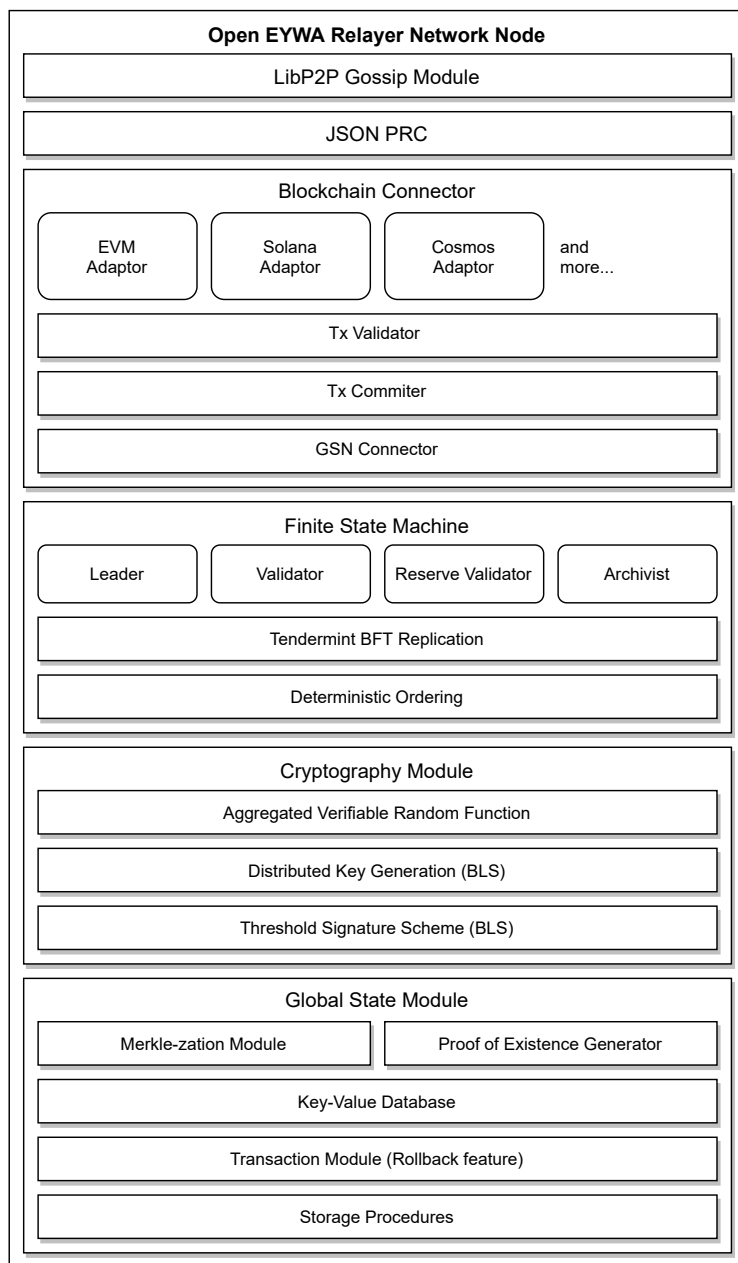 Open EYWA Relayer Network Node
LibP2P Gossip Module
JSON PRC
Blockchain Connector
EVM
Adaptor
Solana
Adaptor
Cosmos
Adaptor
and
more...
Tx Validator
Tx Commiter
GSN Connector
Finite State Machine
Leader
Validator
Reserve Validator
Archivist
Tendermint BFT Replication
Deterministic Ordering
Cryptography Module
Aggregated Verifiable Random Function
Distributed Key Generation (BLS)
Threshold Signature Scheme (BLS)
Global State Module
Merkle-zation Module
Proof of Existence Generator
Key-Value Database
Transaction Module (Rollback feature)
Storage Procedures